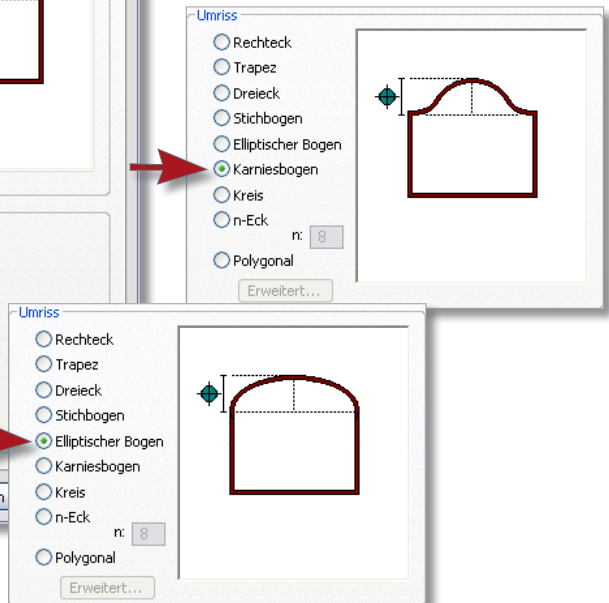 Umriss
Rechteck
Trapez
Dreieck
Stichbogen
Elliptischer Bogen
Karniesbogen
Kreis
n-Eck
n: 8
Polygonal
Erweitert...
Umriss
Rechteck
Trapez
Dreieck
Stichbogen
Elliptischer Bogen
Karniesbogen
Kreis
n-Eck
n: 8
Polygonal
Erweitert...
n